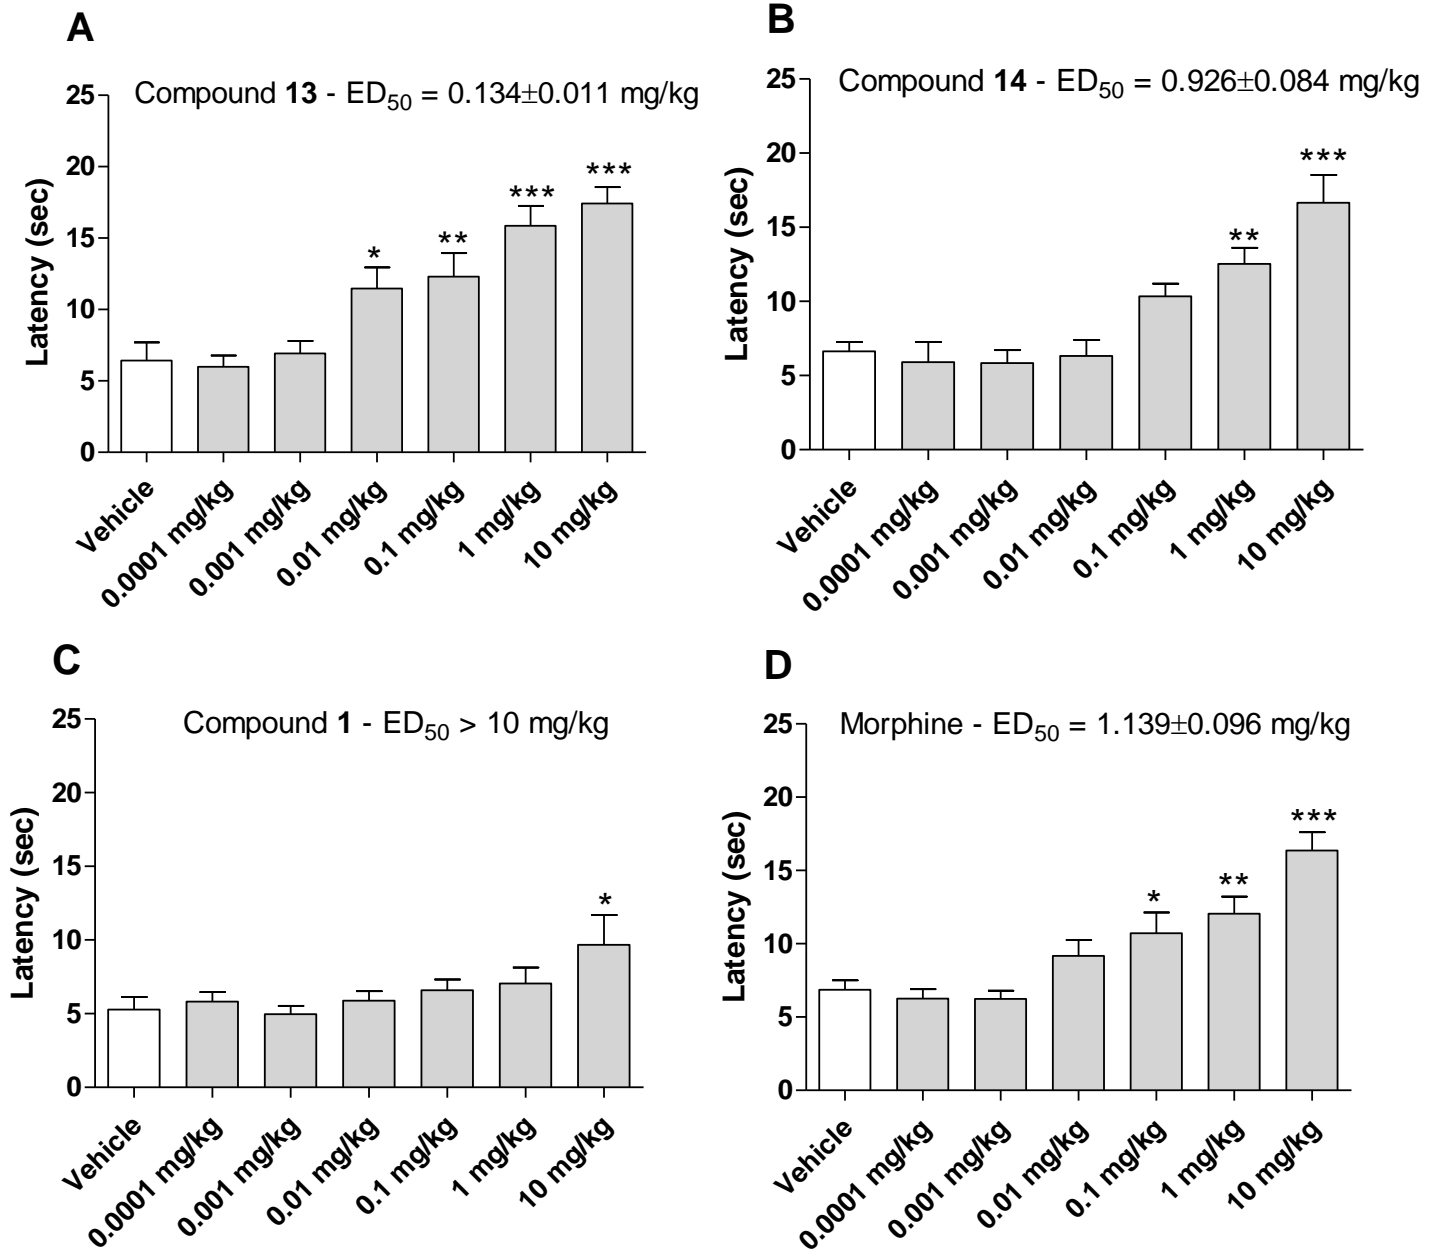 A
Compound 13 - ED50 = 0.134±0.011 mg/kg
Latency (sec)
25
20
15
10
5
0
*
**
***
***
Vehicle
0.0001 mg/kg
0.001 mg/kg
0.01 mg/kg
0.1 mg/kg
1 mg/kg
10 mg/kg
B
Compound 14 - ED50 = 0.926±0.084 mg/kg
Latency (sec)
25
20
15
10
5
0
**
***
Vehicle
0.0001 mg/kg
0.001 mg/kg
0.01 mg/kg
0.1 mg/kg
1 mg/kg
10 mg/kg
C
Compound 1 - ED50 > 10 mg/kg
Latency (sec)
25
20
15
10
5
0
*
Vehicle
0.0001 mg/kg
0.001 mg/kg
0.01 mg/kg
0.1 mg/kg
1 mg/kg
10 mg/kg
D
Morphine - ED50 = 1.139±0.096 mg/kg
Latency (sec)
25
20
15
10
5
0
*
**
***
Vehicle
0.0001 mg/kg
0.001 mg/kg
0.01 mg/kg
0.1 mg/kg
1 mg/kg
10 mg/kg